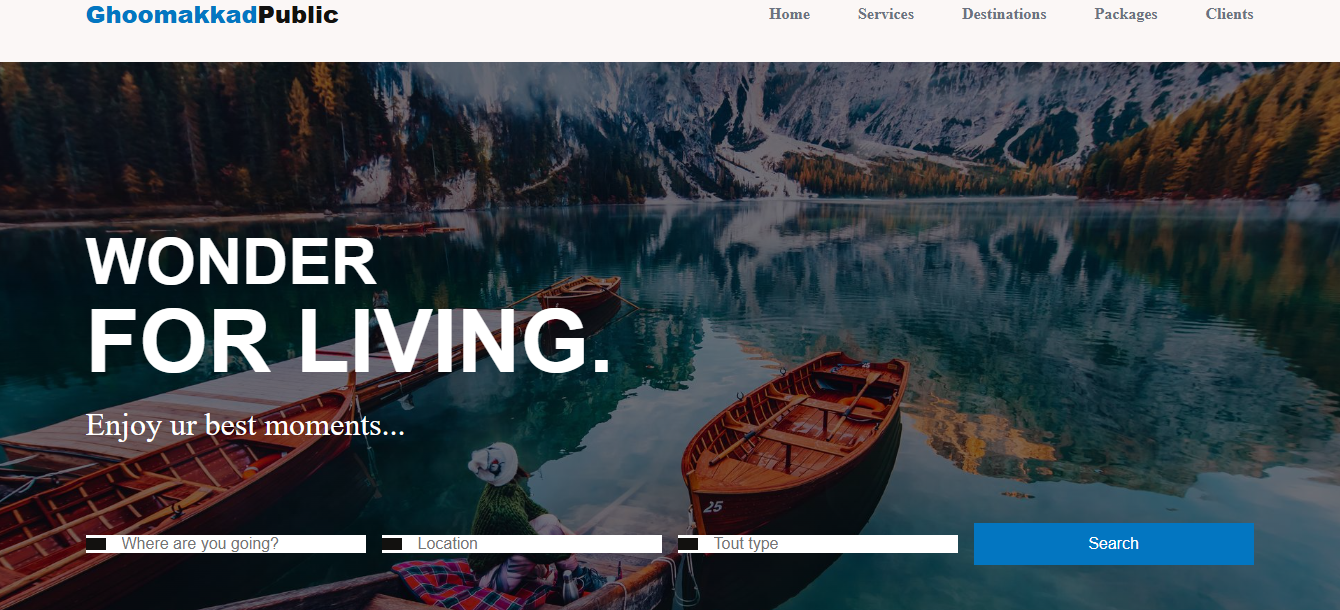 GhoomakkadPublic
Home Services Destinations Packages Clients
WONDER
FOR LIVING.
Enjoy ur best moments...
25
25
Where are you going? Location Tout type Search